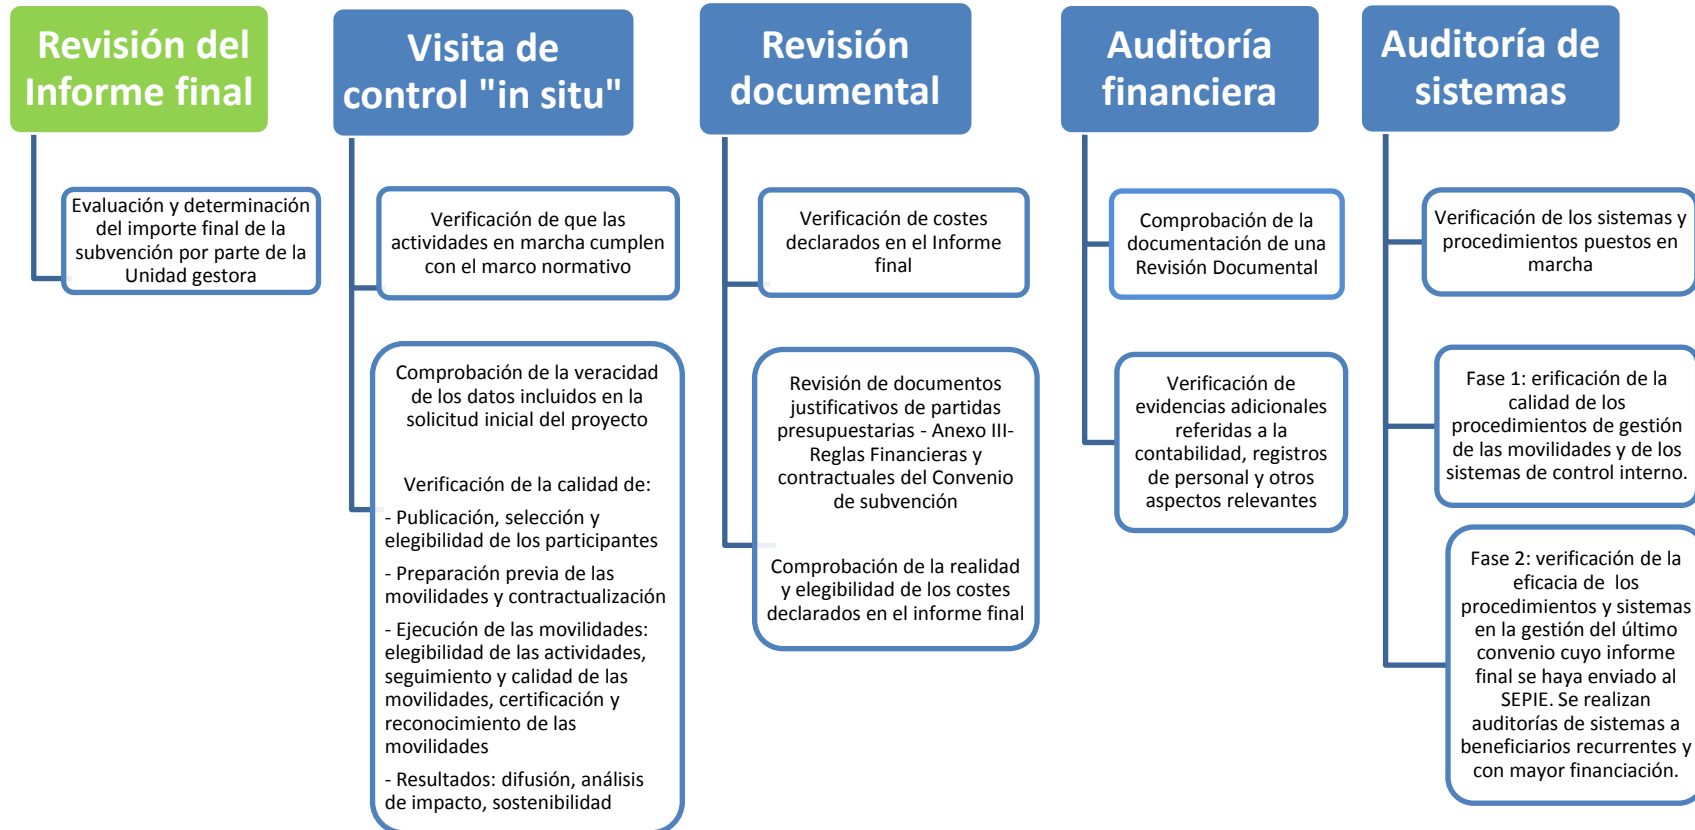 Revisión del
Informe final
Evaluación y determinación
del importe final de la
subvención por parte de la
Unidad gestora
Visita de
control "in situ"
Verificación de que las
actividades en marcha cumplen
con el marco normativo
Comprobación de la veracidad
de los datos incluidos en la
solicitud inicial del proyecto
Verificación de la calidad de:
- Publicación, selección y
elegibilidad de los participantes
- Preparación previa de las
movilidades y contractualización
- Ejecución de las movilidades:
elegibilidad de las actividades,
seguimiento y calidad de las
movilidades, certificación y
reconocimiento de las
movilidades
- Resultados: difusión, análisis
de impacto, sostenibilidad
Revisión
documental
Verificación de costes
declarados en el Informe
final
Revisión de documentos
justificativos de partidas
presupuestarias - Anexo III-
Reglas Financieras y
contractuales del Convenio
de subvención
Comprobación de la realidad
y elegibilidad de los costes
declarados en el informe final
Auditoría
financiera
Comprobación de la
documentación de una
Revisión Documental
Verificación de
evidencias adicionales
referidas a la
contabilidad, registros
de personal y otros
aspectos relevantes
Auditoría de
sistemas
Verificación de los sistemas y
procedimientos puestos en
marcha
Fase 1: erificación de la
calidad de los
procedimientos de gestión
de las movilidades y de los
sistemas de control interno.
Fase 2: verificación de la
eficacia de los
procedimientos y sistemas
en la gestión del último
convenio cuyo informe
final se haya enviado al
SEPIE. Se realizan
auditorías de sistemas a
beneficiarios recurrentes y
con mayor financiación.